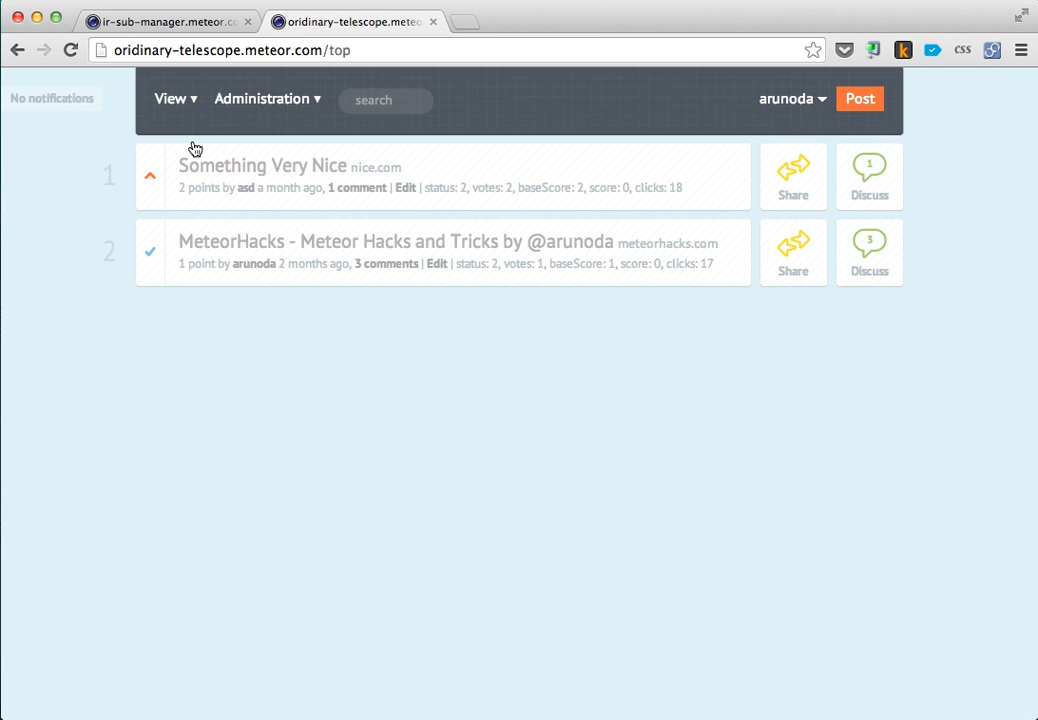 ir-sub-manager.meteor.co
oridinary-telescope.meteo
oridinary-telescope.meteor.com/top
k
css
No notifications
View ▾ Administration ▾ search arunoda Post
1
Something Very Nice nice.com
2 points by asd a month ago, 1 comment | Edit | status: 2, votes: 2, baseScore: 2, score: 0, clicks: 18
Share
1
Discuss
2
MeteorHacks - Meteor Hacks and Tricks by @arunoda meteorhacks.com
1 point by arunoda 2 months ago, 3 comments | Edit | status: 2, votes: 1, baseScore: 1, score: 0, clicks: 17
Share
3
Discuss